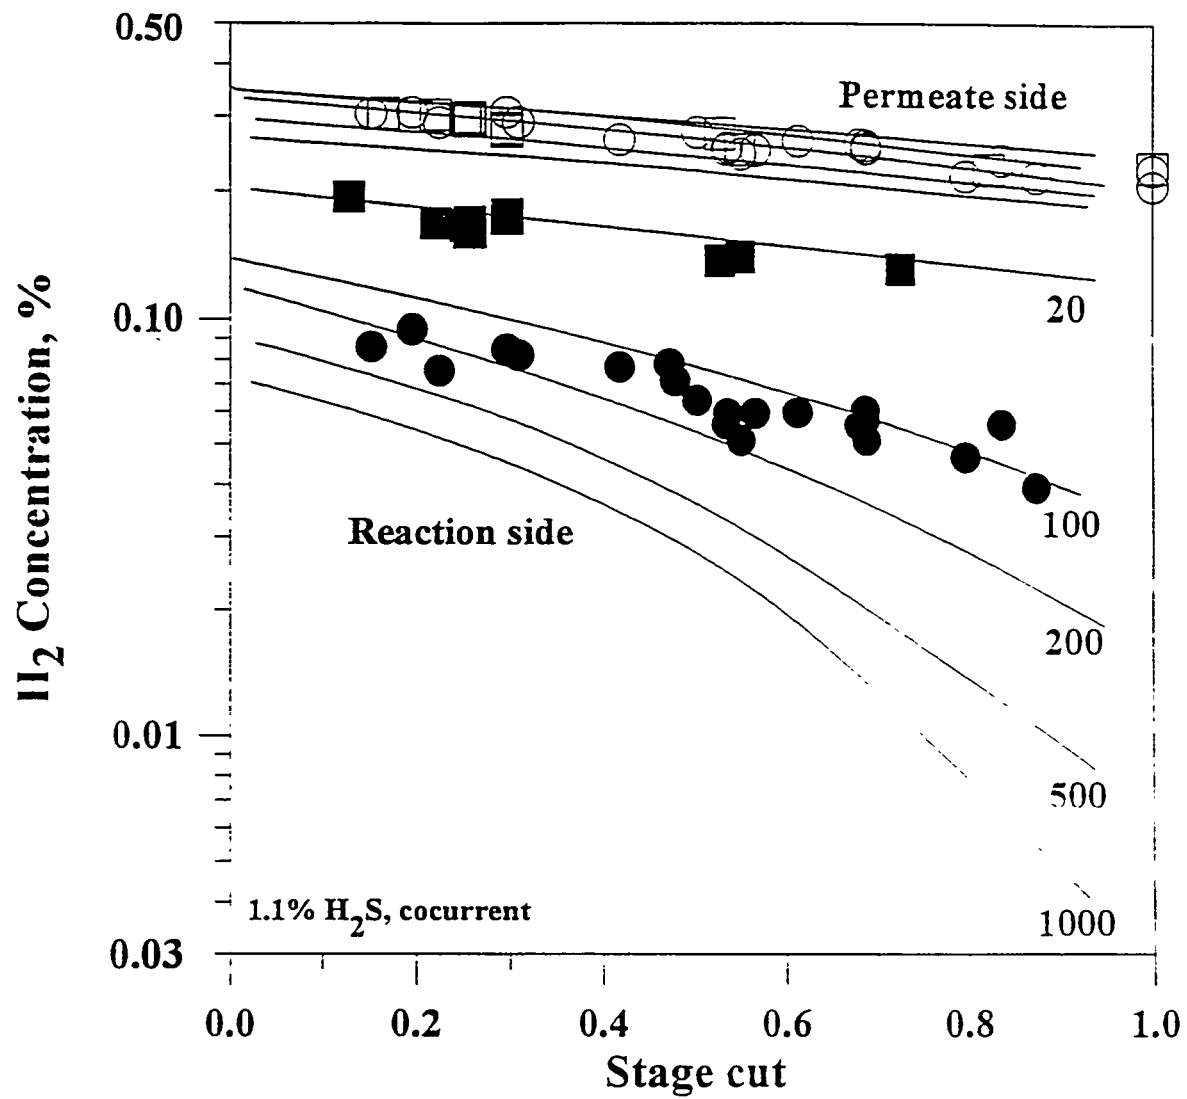 0.50
Permeate side
H₂ Concentration, %
0.10
20
100
Reaction side
200
0.01
500
1.1% H₂S, cocurrent
1000
0.03
0.0 0.2 0.4 0.6 0.8 1.0
Stage cut